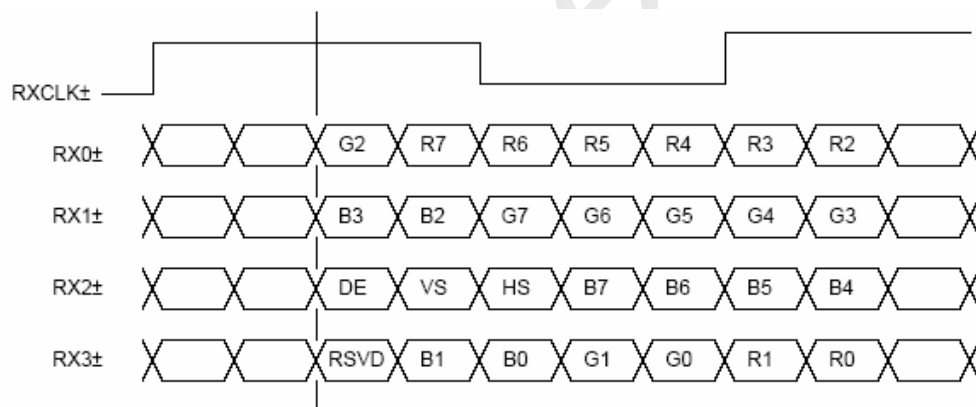 RXCLK±
RX0± G2 R7 R6 R5 R4 R3 R2
RX1± B3 B2 G7 G6 G5 G4 G3
RX2± DE VS HS B7 B6 B5 B4
RX3± RSVD B1 B0 G1 G0 R1 R0